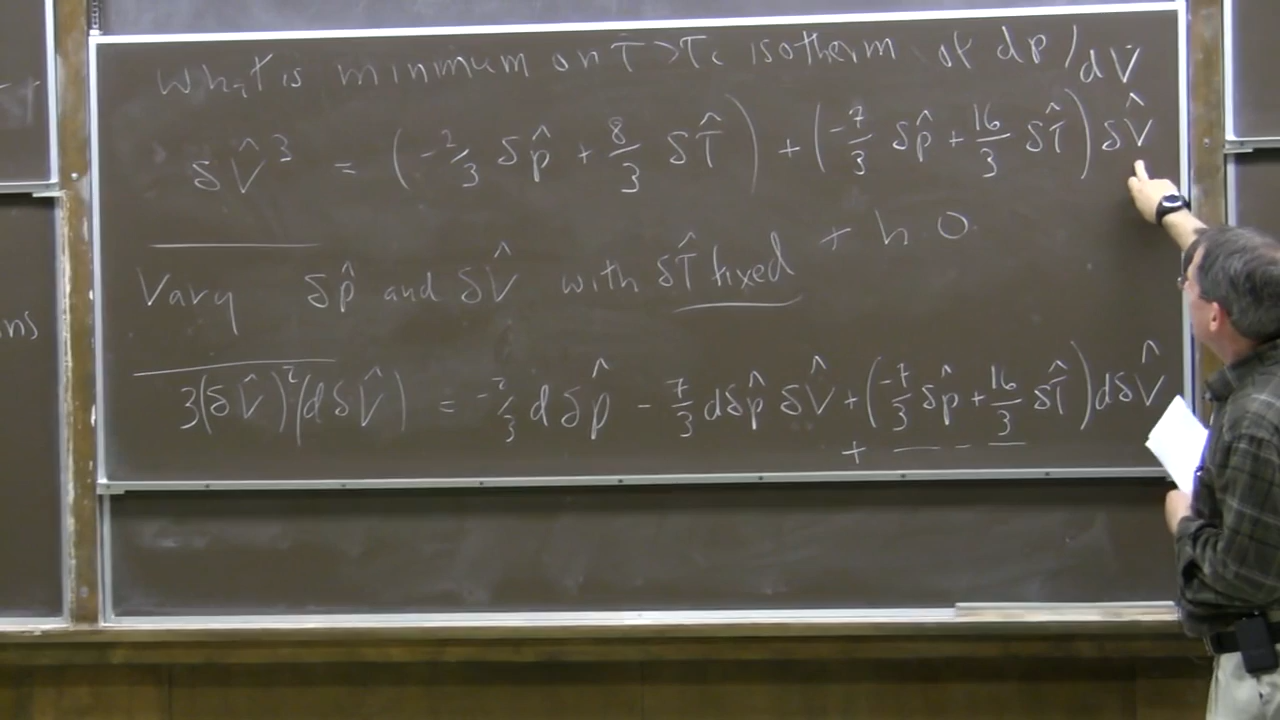 What is minimum on T>Tc isotherm of dp/dV
δV̂³ = (-2/3 δp̂ + 8/3 δT̂) + (-7/3 δp̂ + 16/3 δT̂) δV̂
+ h.o.
Vary δp̂ and δV̂ with δT̂ fixed
3(δV̂)²(dδV̂) = -2/3 dδp̂ - 7/3 dδp̂ δV̂ + (-7/3 δp̂ + 16/3 δT̂) dδV̂
+ — - —
ns